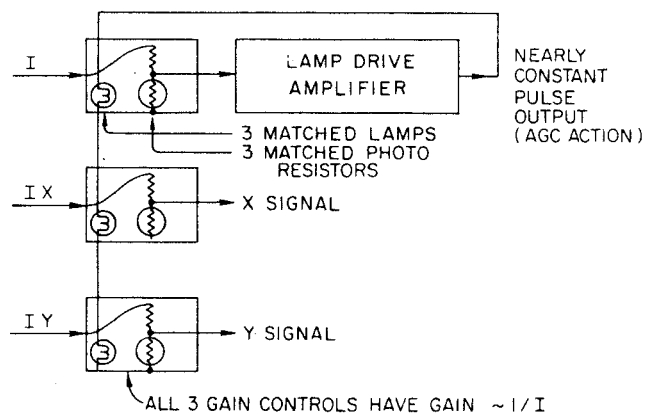 I
LAMP DRIVE
AMPLIFIER
NEARLY
CONSTANT
PULSE
OUTPUT
(AGC ACTION)
3 MATCHED LAMPS
3 MATCHED PHOTO
RESISTORS
IX
X SIGNAL
IY
Y SIGNAL
ALL 3 GAIN CONTROLS HAVE GAIN ~1/I